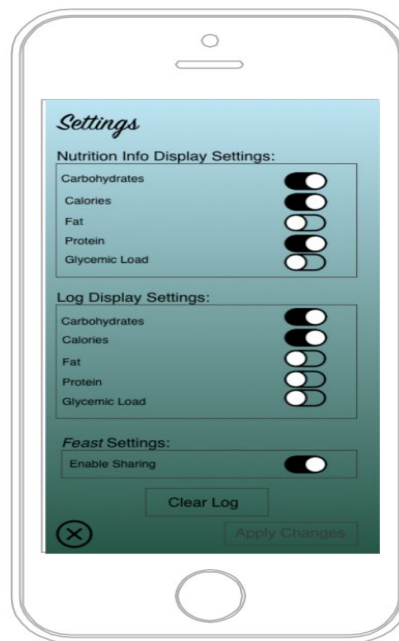 Settings
Nutrition Info Display Settings:
Carbohydrates
Calories
Fat
Protein
Glycemic Load
Log Display Settings:
Carbohydrates
Calories
Fat
Protein
Glycemic Load
Feast Settings:
Enable Sharing
Clear Log
Apply Changes